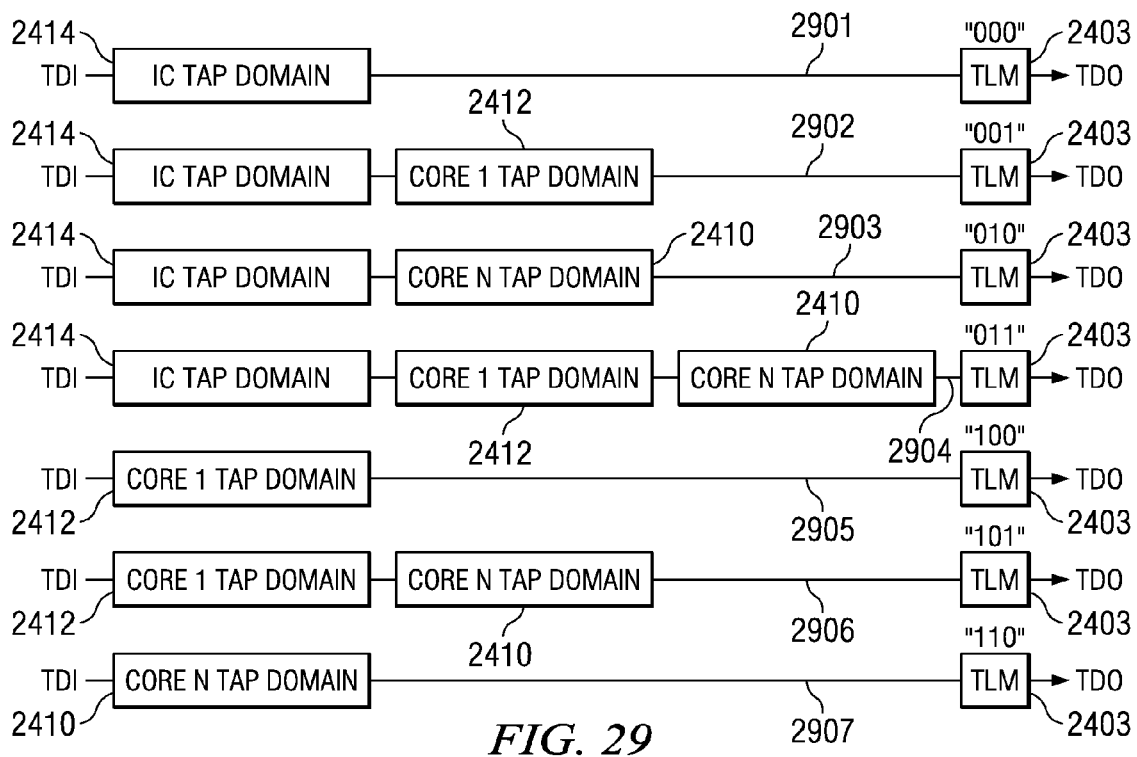 2414 2901 "000" 2403
TDI IC TAP DOMAIN TLM TDO
2414 2412 2902 "001" 2403
TDI IC TAP DOMAIN CORE 1 TAP DOMAIN TLM TDO
2414 2410 2903 "010" 2403
TDI IC TAP DOMAIN CORE N TAP DOMAIN TLM TDO
2414 2410 "011" 2403
TDI IC TAP DOMAIN CORE 1 TAP DOMAIN CORE N TAP DOMAIN TLM TDO
2412 2904 "100"
TDI CORE 1 TAP DOMAIN TLM TDO
2412 2905 2403
"101"
TDI CORE 1 TAP DOMAIN CORE N TAP DOMAIN TLM TDO
2412 2410 2906 2403
"110"
TDI CORE N TAP DOMAIN TLM TDO
2410 2907 2403
FIG. 29